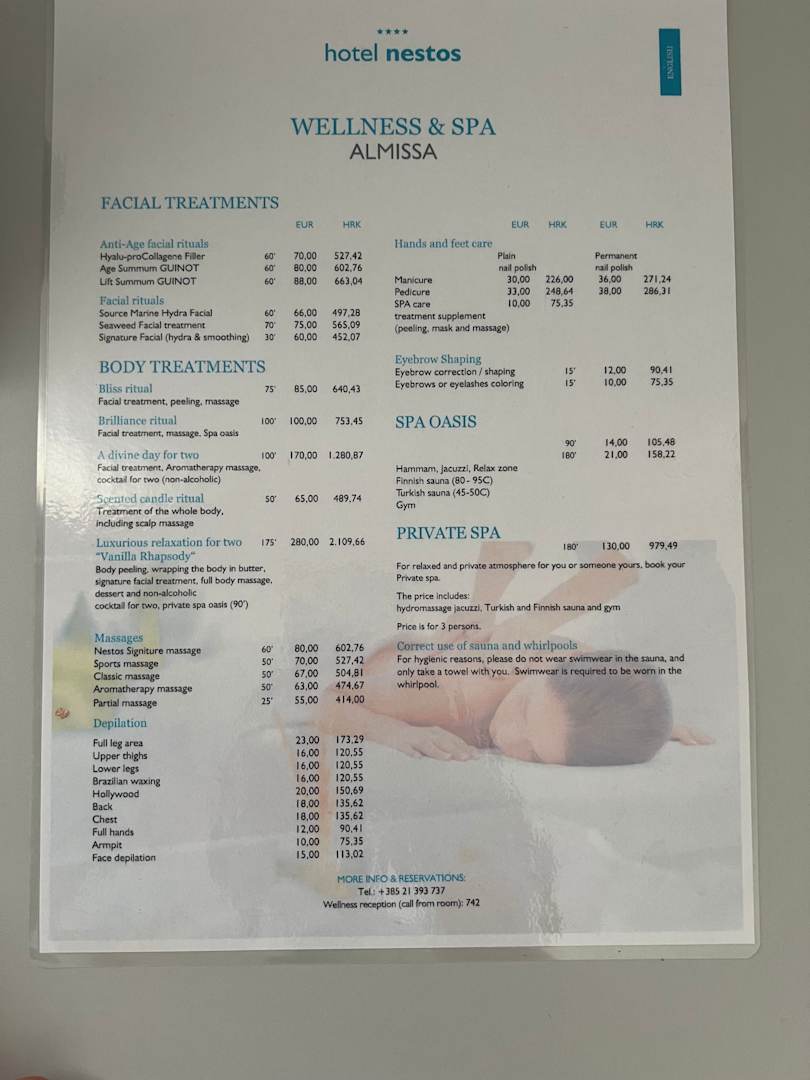 ★★★★
hotel nestos
ENGLISH
WELLNESS & SPA
ALMISSA
FACIAL TREATMENTS
EUR HRK
Anti-Age facial rituals
Hyalu-proCollagene Filler 60' 70,00 527,42
Age Summum GUINOT 60' 80,00 602,76
Lift Summum GUINOT 60' 88,00 663,04
Facial rituals
Source Marine Hydra Facial 60' 66,00 497,28
Seaweed Facial treatment 70' 75,00 565,09
Signature Facial (hydra & smoothing) 30' 60,00 452,07
BODY TREATMENTS
Bliss ritual 75' 85,00 640,43
Facial treatment, peeling, massage
Brilliance ritual 100' 100,00 753,45
Facial treatment, massage, Spa oasis
A divine day for two 100' 170,00 1.280,87
Facial treatment, Aromatherapy massage,
cocktail for two (non-alcoholic)
Scented candle ritual 50' 65,00 489,74
Treatment of the whole body,
including scalp massage
Luxurious relaxation for two 175' 280,00 2.109,66
"Vanilla Rhapsody"
Body peeling, wrapping the body in butter,
signature facial treatment, full body massage,
dessert and non-alcoholic
cocktail for two, private spa oasis (90')
Massages
Nestos Signiture massage 60' 80,00 602,76
Sports massage 50' 70,00 527,42
Classic massage 50' 67,00 504,81
Aromatherapy massage 50' 63,00 474,67
Partial massage 25' 55,00 414,00
Depilation
Full leg area 23,00 173,29
Upper thighs 16,00 120,55
Lower legs 16,00 120,55
Brazilian waxing 16,00 120,55
Hollywood 20,00 150,69
Back 18,00 135,62
Chest 18,00 135,62
Full hands 12,00 90,41
Armpit 10,00 75,35
Face depilation 15,00 113,02
EUR HRK EUR HRK
Hands and feet care
Plain Permanent
nail polish nail polish
Manicure 30,00 226,00 36,00 271,24
Pedicure 33,00 248,64 38,00 286,31
SPA care 10,00 75,35
treatment supplement
(peeling, mask and massage)
Eyebrow Shaping
Eyebrow correction / shaping 15' 12,00 90,41
Eyebrows or eyelashes coloring 15' 10,00 75,35
SPA OASIS
90' 14,00 105,48
180' 21,00 158,22
Hammam, Jacuzzi, Relax zone
Finnish sauna (80- 95C)
Turkish sauna (45-50C)
Gym
PRIVATE SPA
180' 130,00 979,49
For relaxed and private atmosphere for you or someone yours, book your
Private spa.
The price includes:
hydromassage jacuzzi, Turkish and Finnish sauna and gym
Price is for 3 persons.
Correct use of sauna and whirlpools
For hygienic reasons, please do not wear swimwear in the sauna, and
only take a towel with you. Swimwear is required to be worn in the
whirlpool.
MORE INFO & RESERVATIONS:
Tel.: +385 21 393 737
Wellness reception (call from room): 742